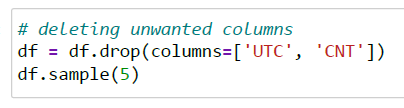 # deleting unwanted columns
df = df.drop(columns=['UTC', 'CNT'])
df.sample(5)